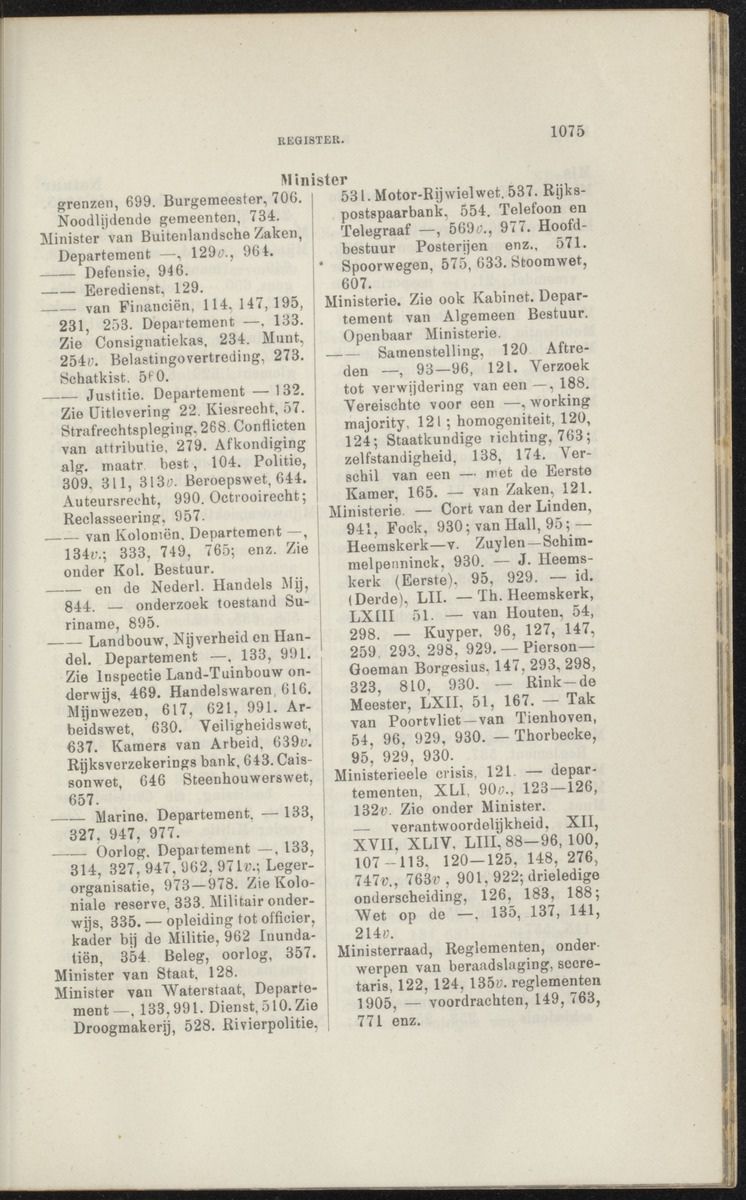 REGISTER.
1075
Minister
grenzen, 699. Burgemeester, 706.
Noodlijdende gemeenten, 734.
Minister van Buitenlandsche Zaken,
Departement —, 129v., 964.
—— Defensie, 946.
—— Eeredienst, 129.
—— van Financiën, 114, 147, 195,
231, 253. Departement —, 133.
Zie Consignatiekas, 234. Munt,
254v. Belastingovertreding, 273.
Schatkist. 560.
—— Justitie. Departement — 132.
Zie Uitlevering 22. Kiesrecht, 57.
Strafrechtspleging, 268. Conflicten
van attributie, 279. Afkondiging
alg. maatr best, 104. Politie,
309, 311, 313v. Beroepswet, 644.
Auteursrecht, 990. Octrooirecht;
Reclasseering, 957.
—— van Koloniën. Departement —,
134v.; 333, 749, 765; enz. Zie
onder Kol. Bestuur.
—— en de Nederl. Handels Mij,
844. — onderzoek toestand Su-
riname, 895.
—— Landbouw, Nijverheid en Han-
del. Departement —, 133, 991.
Zie Inspectie Land-Tuinbouw on-
derwijs, 469. Handelswaren, 616.
Mijnwezen, 617, 621, 991. Ar-
beidswet, 630. Veiligheidswet,
637. Kamers van Arbeid, 639v.
Rijksverzekerings bank, 643. Cais-
sonwet, 646 Steenhouwerswet,
657.
—— Marine. Departement, — 133,
327, 947, 977.
—— Oorlog. Departement —, 133,
314, 327, 947, 962, 971v.; Leger-
organisatie, 973—978. Zie Kolo-
niale reserve, 333. Militair onder-
wijs, 335. — opleiding tot officier,
kader bij de Militie, 962 Inunda-
tiën, 354. Beleg, oorlog, 357.
Minister van Staat, 128.
Minister van Waterstaat, Departe-
ment —, 133, 991. Dienst, 510. Zie
Droogmakerij, 528. Rivierpolitie,
531. Motor-Rijwielwet, 537. Rijks-
postspaarbank, 554. Telefoon en
Telegraaf —, 569v., 977. Hoofd-
bestuur Posterijen enz., 571.
Spoorwegen, 575, 633. Stoomwet,
607.
Ministerie. Zie ook Kabinet. Depar-
tement van Algemeen Bestuur.
Openbaar Ministerie.
—— Samenstelling, 120 Aftre-
den —, 93—96, 121. Verzoek
tot verwijdering van een —, 188.
Vereischte voor een —, working
majority, 121; homogeniteit, 120,
124; Staatkundige richting, 763;
zelfstandigheid, 138, 174. Ver-
schil van een — met de Eerste
Kamer, 165. — van Zaken, 121.
Ministerie. — Cort van der Linden,
941, Fock, 930; van Hall, 95; —
Heemskerk—v. Zuylen—Schim-
melpenninck, 930. — J. Heems-
kerk (Eerste), 95, 929. — id.
(Derde), LII. — Th. Heemskerk,
LXIII 51. — van Houten, 54,
298. — Kuyper, 96, 127, 147,
259, 293, 298, 929. — Pierson—
Goeman Borgesius, 147, 293, 298,
323, 810, 930. — Rink—de
Meester, LXII, 51, 167. — Tak
van Poortvliet—van Tienhoven,
54, 96, 929, 930. — Thorbecke,
95, 929, 930.
Ministerieele crisis, 121. — depar-
tementen, XLI, 90v., 123—126,
132v. Zie onder Minister.
— verantwoordelijkheid, XII,
XVII, XLIV, LIII, 88—96, 100,
107—113, 120—125, 148, 276,
747v., 763v, 901, 922; drieledige
onderscheiding, 126, 183, 188;
Wet op de —, 135, 137, 141,
214v.
Ministerraad, Reglementen, onder-
werpen van beraadslaging, secre-
taris, 122, 124, 135v. reglementen
1905, — voordrachten, 149, 763,
771 enz.